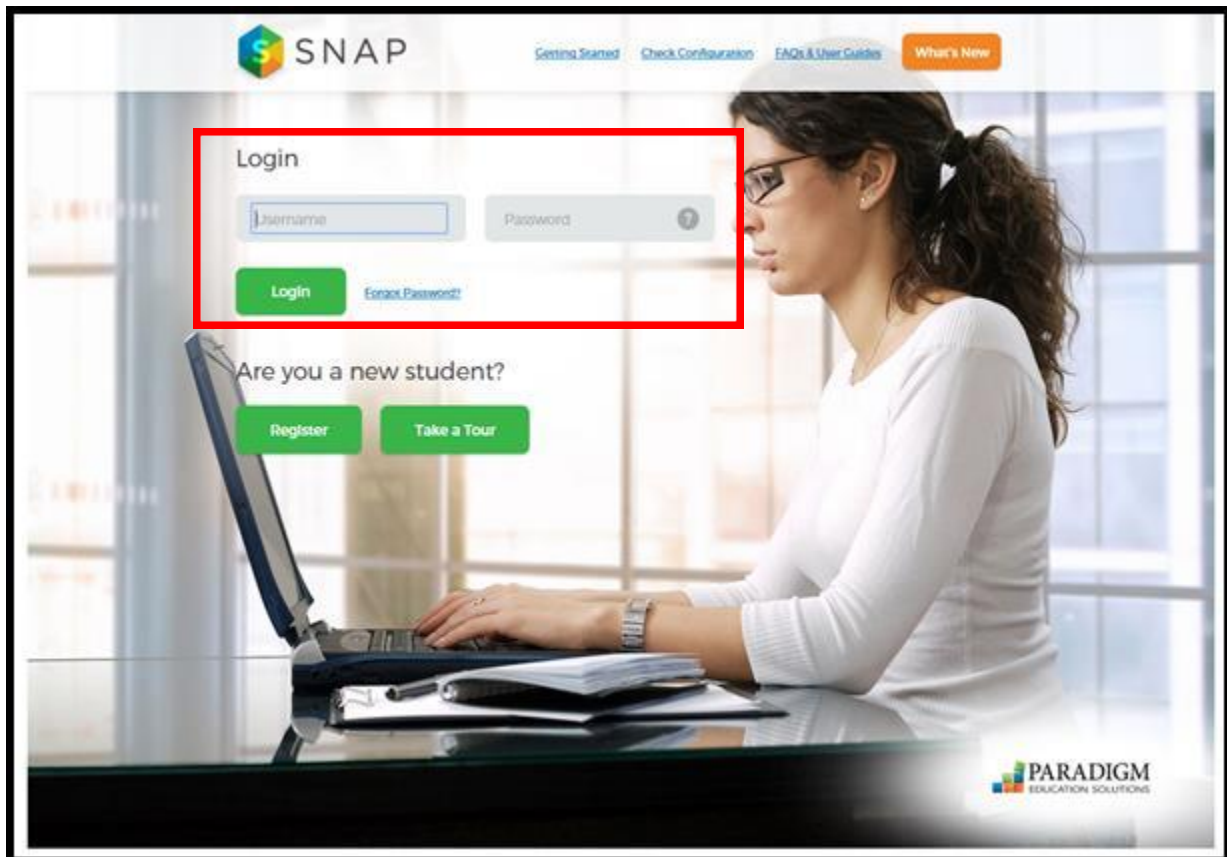 S SNAP
Getting Started Check Configuration FAQs & User Guides What's New
Login
Username Password ?
Login Forgot Password?
Are you a new student?
Register Take a Tour
PARADIGM
EDUCATION SOLUTIONS